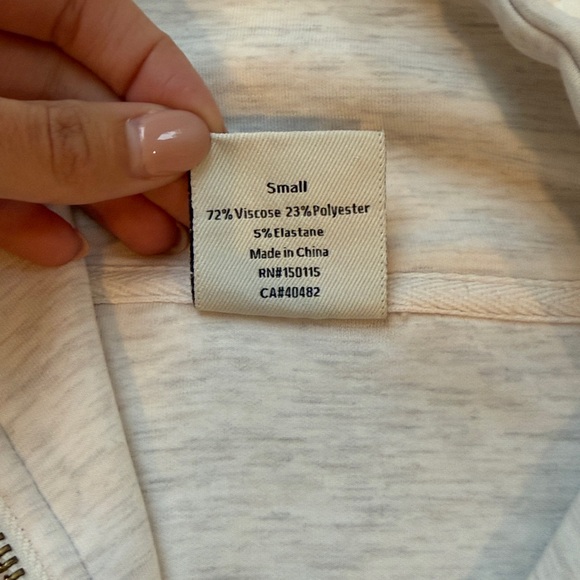 Small
72% Viscose 23% Polyester
5% Elastane
Made in China
RN#150115
CA#40482